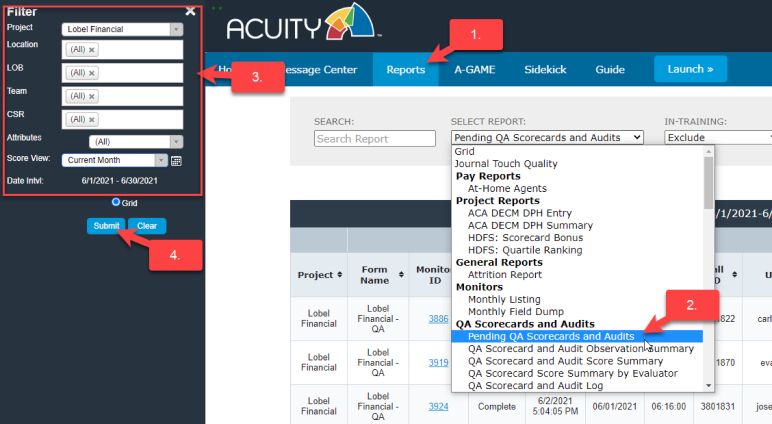 Filter
Project
Lobel Financial
Location
(All) ×
LOB
(All) ×
Team
(All) ×
CSR
(All) ×
Attributes
(All)
Score View:
Current Month
Date Intvl:
6/1/2021 - 6/30/2021
Grid
Submit
Clear
3.
4.
ACUITY
1.
essage Center
Reports
A-GAME
Sidekick
Guide
Launch »
SEARCH:
SELECT REPORT:
IN-TRAINING:
Search Report
Pending QA Scorecards and Audits
Exclude
Grid
Journal Touch Quality
Pay Reports
At-Home Agents
Project Reports
ACA DECM DPH Entry
ACA DECM DPH Summary
HDFS: Scorecard Bonus
HDFS: Quartile Ranking
General Reports
Attrition Report
Monitors
Monthly Listing
Monthly Field Dump
QA Scorecards and Audits
Pending QA Scorecards and Audits
QA Scorecard and Audit Observation Summary
QA Scorecard and Audit Score Summary
QA Scorecard Score Summary by Evaluator
QA Scorecard and Audit Log
2.
/1/2021-6/
Project
Form
Name
Monito
ID
all
D
U
Lobel
Financial
Lobel
Financial -
QA
3886
1822
carl
Lobel
Financial
Lobel
Financial -
QA
3919
1870
eva
Lobel
Financial
Lobel
Financial -
QA
3924
Complete
6/2/2021
5:04:05 PM
06/01/2021
06:16:00
3801831
jose